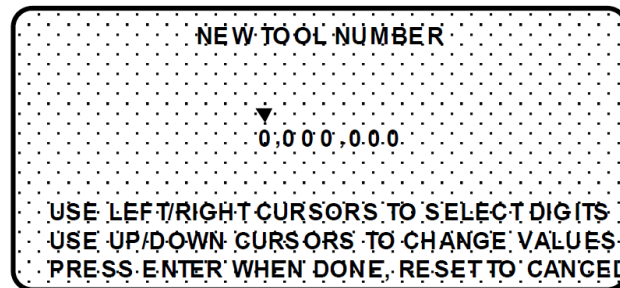 NEW TOOL NUMBER
0,000,000
USE LEFT/RIGHT CURSORS TO SELECT DIGITS
USE UP/DOWN CURSORS TO CHANGE VALUES
PRESS ENTER WHEN DONE, RESET TO CANCEL